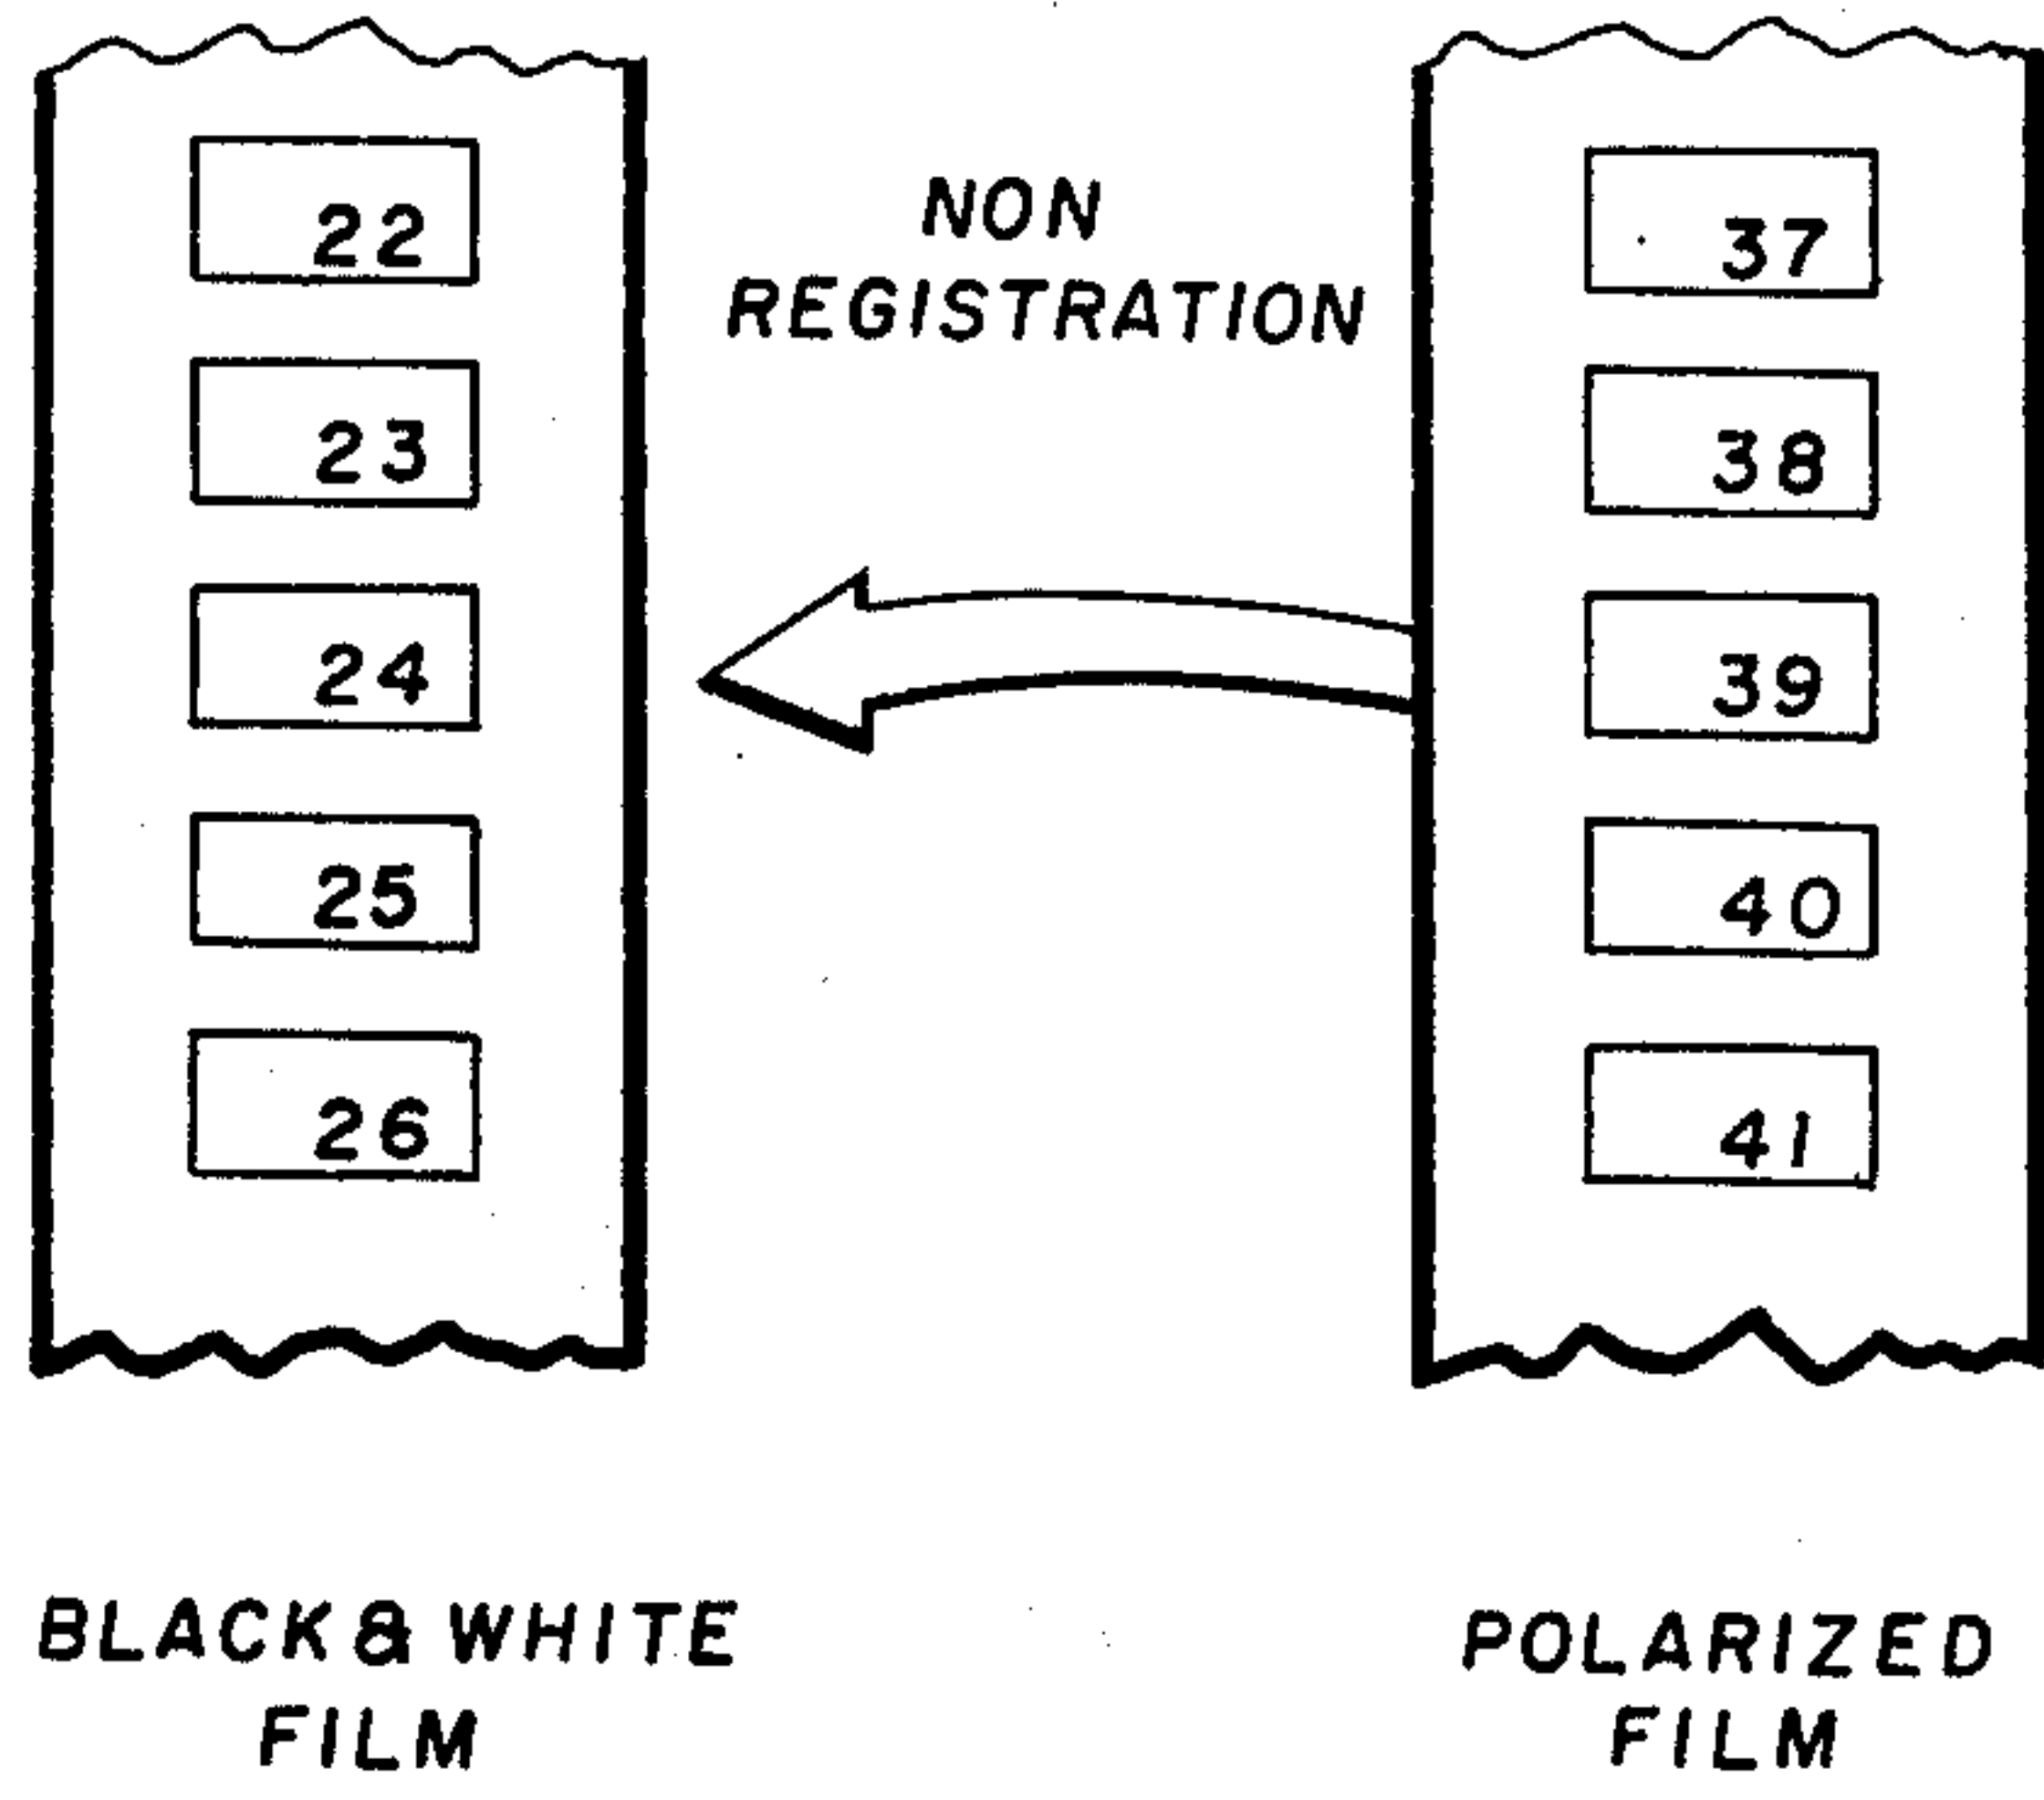 22
23
24
25
26
NON
REGISTRATION
37
38
39
40
41
BLACK & WHITE
FILM
POLARIZED
FILM